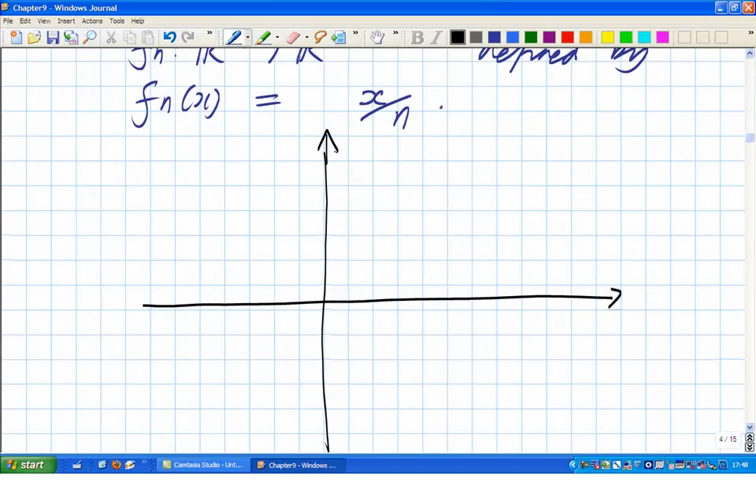 Chapter9 - Windows Journal
File Edit View Insert Actions Tools Help
B I
fn: ℝ → ℝ defined by
fn(x) = x/n.
4 / 15
start Camtasia Studio - Unt... Chapter9 - Windows ... 17:48